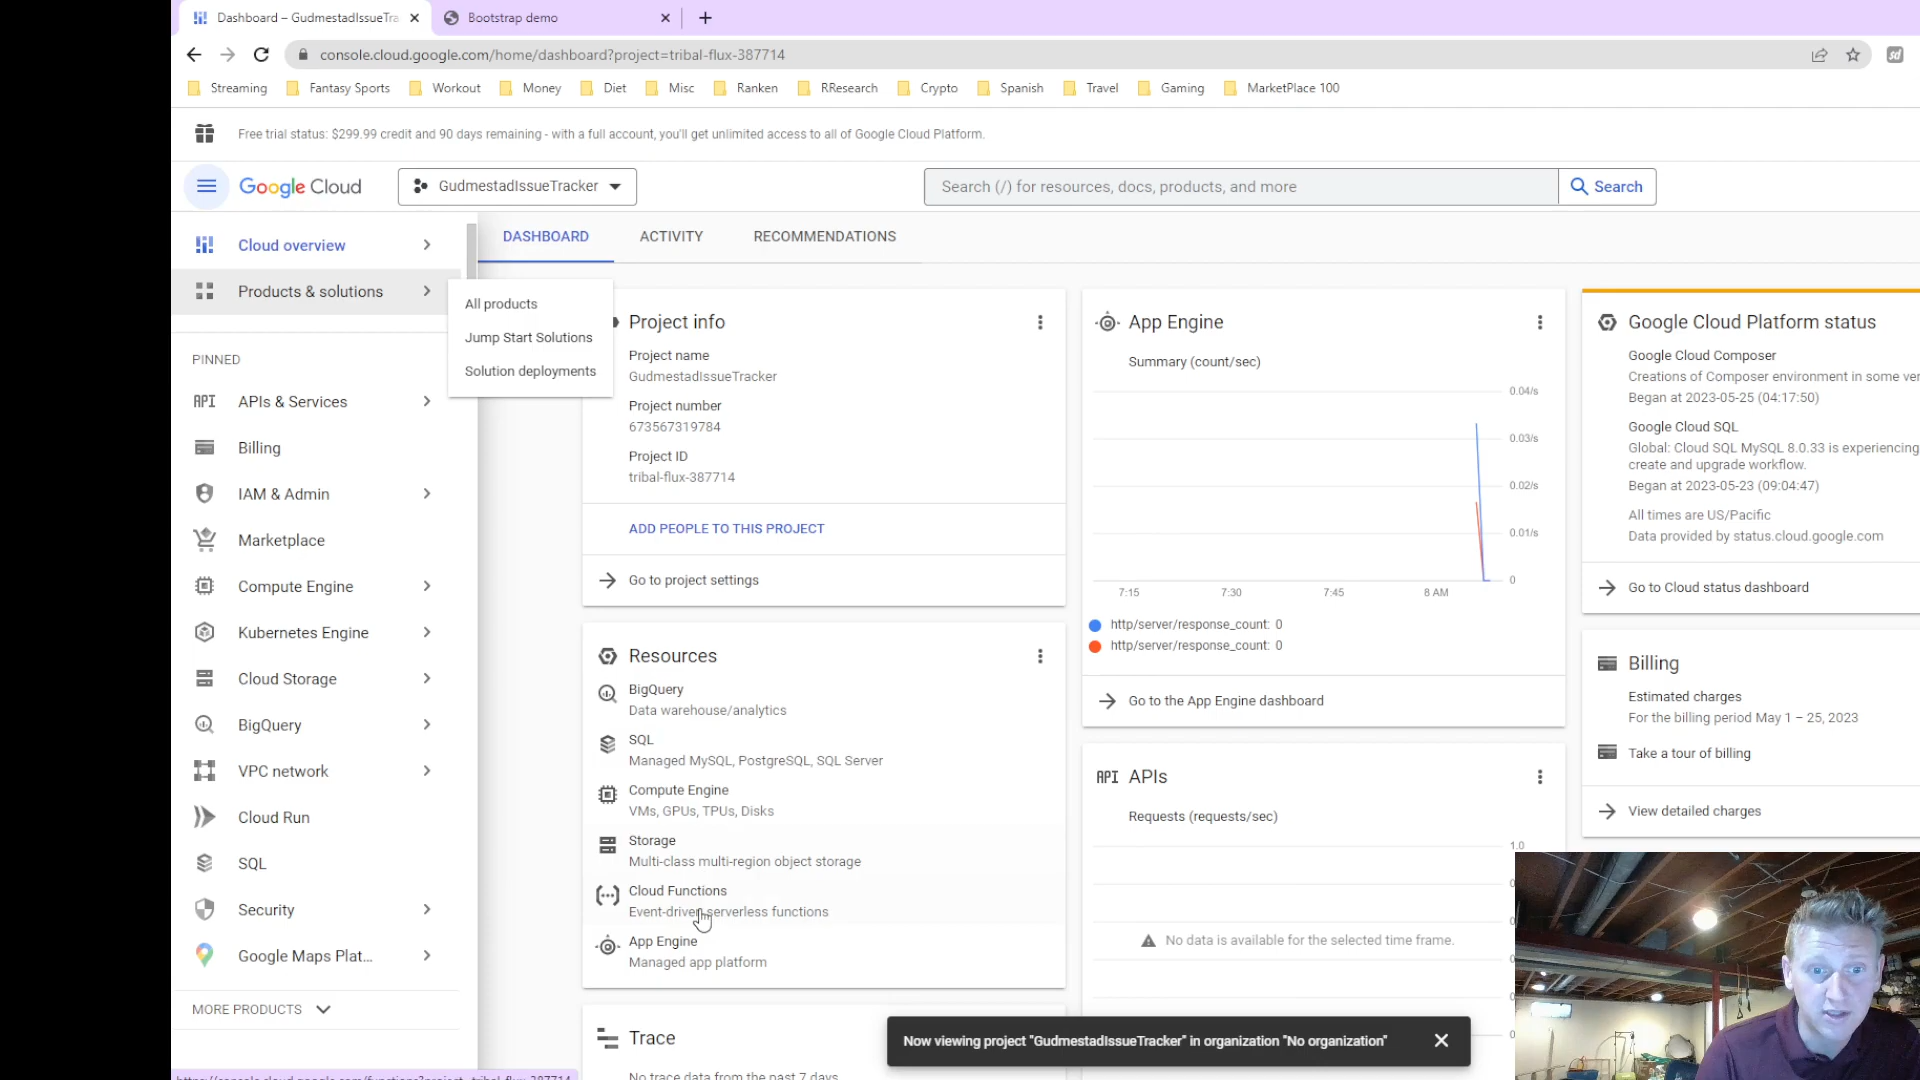 Dashboard – GudmestadIssueTra
Bootstrap demo
console.cloud.google.com/home/dashboard?project=tribal-flux-387714
sd
Streaming
Fantasy Sports
Workout
Money
Diet
Misc
Ranken
RResearch
Crypto
Spanish
Travel
Gaming
MarketPlace 100
Free trial status: $299.99 credit and 90 days remaining - with a full account, you'll get unlimited access to all of Google Cloud Platform.
Google Cloud
GudmestadIssueTracker
Search (/) for resources, docs, products, and more
Search
Cloud overview
Products & solutions
All products
Jump Start Solutions
Solution deployments
PINNED
API APIs & Services
Billing
IAM & Admin
Marketplace
Compute Engine
Kubernetes Engine
Cloud Storage
BigQuery
VPC network
Cloud Run
SQL
Security
Google Maps Plat...
MORE PRODUCTS
DASHBOARD
ACTIVITY
RECOMMENDATIONS
Project info
Project name
GudmestadIssueTracker
Project number
673567319784
Project ID
tribal-flux-387714
ADD PEOPLE TO THIS PROJECT
Go to project settings
Resources
BigQuery
Data warehouse/analytics
SQL
Managed MySQL, PostgreSQL, SQL Server
Compute Engine
VMs, GPUs, TPUs, Disks
Storage
Multi-class multi-region object storage
Cloud Functions
Event-driven serverless functions
App Engine
Managed app platform
Trace
No trace data from the past 7 days
App Engine
Summary (count/sec)
0.04/s
0.03/s
0.02/s
0.01/s
0
7:15
7:30
7:45
8 AM
http/server/response_count: 0
http/server/response_count: 0
Go to the App Engine dashboard
API APIs
Requests (requests/sec)
1.0
No data is available for the selected time frame.
Google Cloud Platform status
Google Cloud Composer
Creations of Composer environment in some ver
Began at 2023-05-25 (04:17:50)
Google Cloud SQL
Global: Cloud SQL MySQL 8.0.33 is experiencing
create and upgrade workflow.
Began at 2023-05-23 (09:04:47)
All times are US/Pacific
Data provided by status.cloud.google.com
Go to Cloud status dashboard
Billing
Estimated charges
For the billing period May 1 – 25, 2023
Take a tour of billing
View detailed charges
Now viewing project "GudmestadIssueTracker" in organization "No organization"
https://console.cloud.google.com/functions?project=tribal-flux-387714